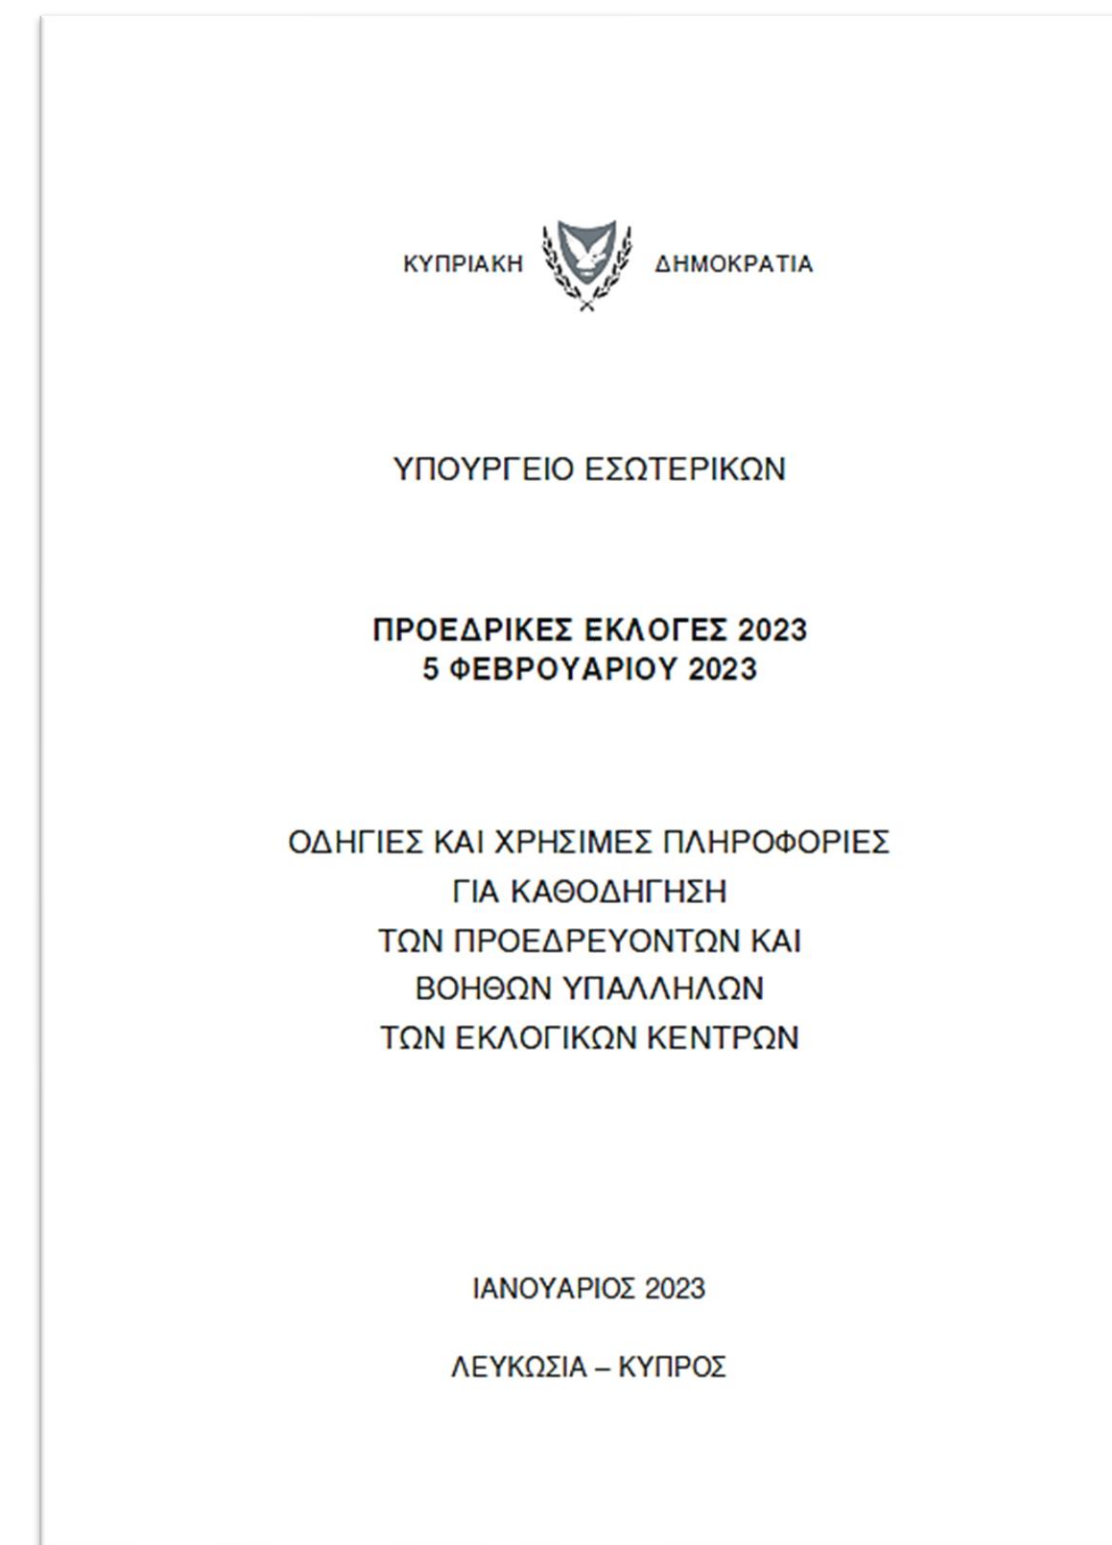 ΚΥΠΡΙΑΚΗ ΔΗΜΟΚΡΑΤΙΑ
ΥΠΟΥΡΓΕΙΟ ΕΣΩΤΕΡΙΚΩΝ
ΠΡΟΕΔΡΙΚΕΣ ΕΚΛΟΓΕΣ 2023
5 ΦΕΒΡΟΥΑΡΙΟΥ 2023
ΟΔΗΓΙΕΣ ΚΑΙ ΧΡΗΣΙΜΕΣ ΠΛΗΡΟΦΟΡΙΕΣ
ΓΙΑ ΚΑΘΟΔΗΓΗΣΗ
ΤΩΝ ΠΡΟΕΔΡΕΥΟΝΤΩΝ ΚΑΙ
ΒΟΗΘΩΝ ΥΠΑΛΛΗΛΩΝ
ΤΩΝ ΕΚΛΟΓΙΚΩΝ ΚΕΝΤΡΩΝ
ΙΑΝΟΥΑΡΙΟΣ 2023
ΛΕΥΚΩΣΙΑ – ΚΥΠΡΟΣ